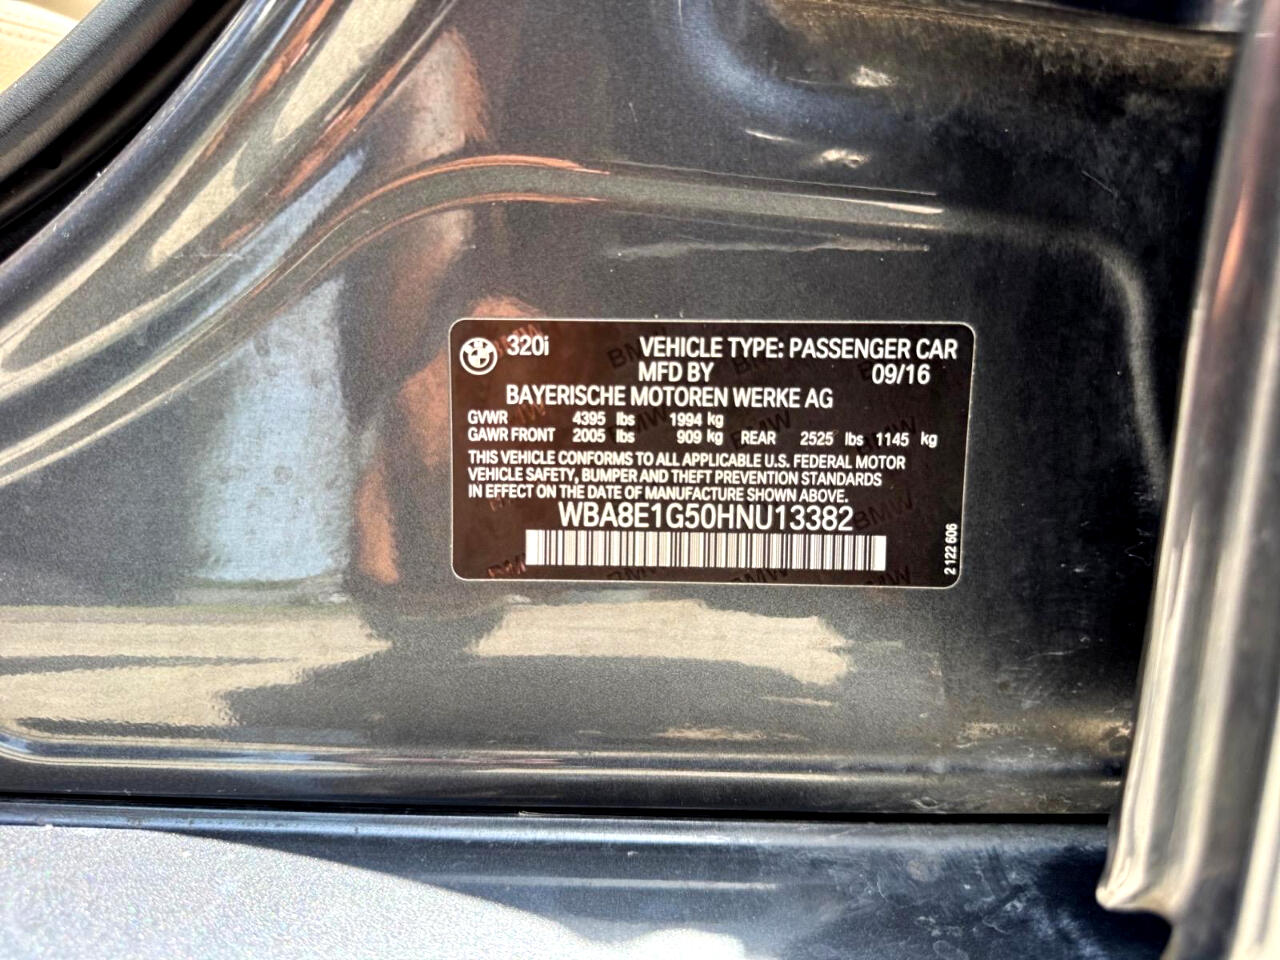 320i VEHICLE TYPE: PASSENGER CAR
MFD BY 09/16
BAYERISCHE MOTOREN WERKE AG
GVWR 4395 lbs 1994 kg
GAWR FRONT 2005 lbs 909 kg REAR 2525 lbs 1145 kg
THIS VEHICLE CONFORMS TO ALL APPLICABLE U.S. FEDERAL MOTOR
VEHICLE SAFETY, BUMPER AND THEFT PREVENTION STANDARDS
IN EFFECT ON THE DATE OF MANUFACTURE SHOWN ABOVE.
WBA8E1G50HNU13382
2 122 606